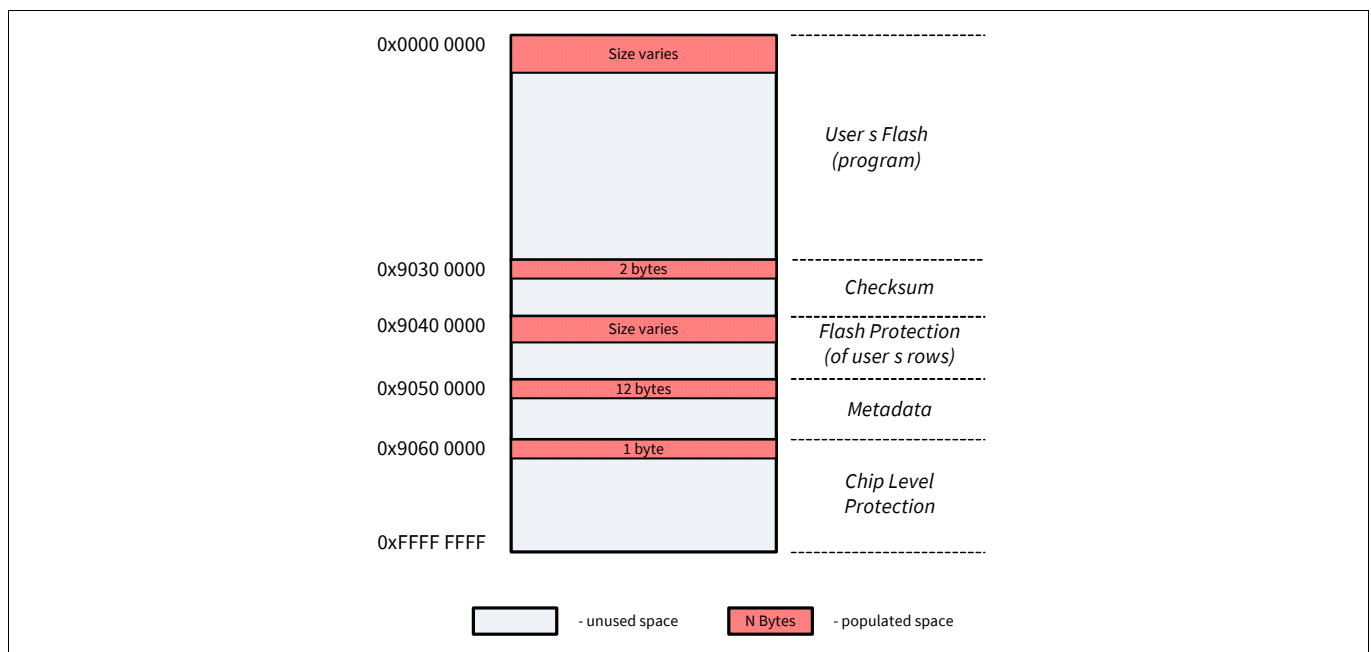 0x0000 0000
Size varies
User s Flash
(program)
0x9030 0000
2 bytes
Checksum
0x9040 0000
Size varies
Flash Protection
(of user s rows)
0x9050 0000
12 bytes
Metadata
0x9060 0000
1 byte
Chip Level
Protection
0xFFFF FFFF
- unused space
N Bytes
- populated space